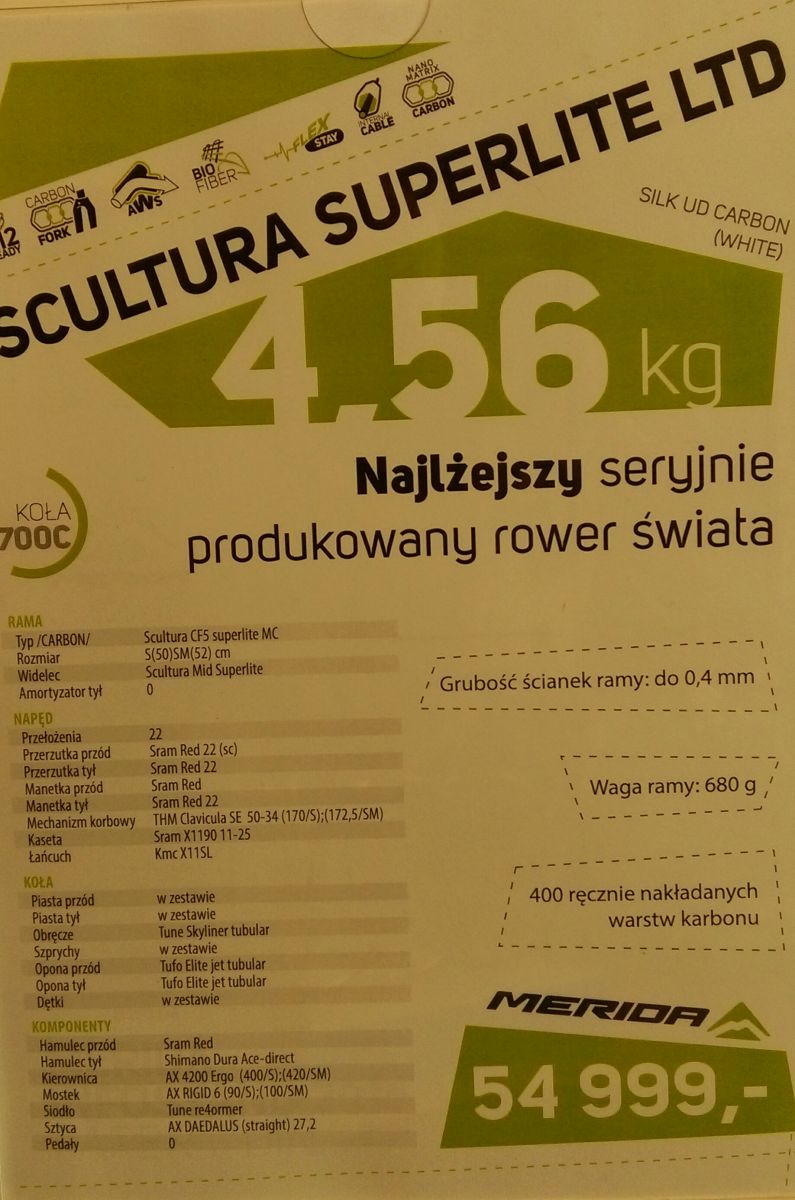 NANO
MATRIX
CARBON
INTERNAL
CABLE
FLEX
STAY
BIO
FIBER
AWS
CARBON
FORK
12
READY
SCULTURA SUPERLITE LTD
SILK UD CARBON
(WHITE)
4,56 kg
Najlżejszy seryjnie
produkowany rower świata
KOŁA
700C
RAMA
Typ /CARBON/ Scultura CF5 superlite MC
Rozmiar S(50)SM(52) cm
Widelec Scultura Mid Superlite
Amortyzator tył 0
NAPĘD
Przełożenia 22
Przerzutka przód Sram Red 22 (sc)
Przerzutka tył Sram Red 22
Manetka przód Sram Red
Manetka tył Sram Red 22
Mechanizm korbowy THM Clavicula SE 50-34 (170/S);(172,5/SM)
Kaseta Sram X1190 11-25
Łańcuch Kmc X11SL
KOŁA
Piasta przód w zestawie
Piasta tył w zestawie
Obręcze Tune Skyliner tubular
Szprychy w zestawie
Opona przód Tufo Elite jet tubular
Opona tył Tufo Elite jet tubular
Dętki w zestawie
KOMPONENTY
Hamulec przód Sram Red
Hamulec tył Shimano Dura Ace-direct
Kierownica AX 4200 Ergo (400/S);(420/SM)
Mostek AX RIGID 6 (90/S);(100/SM)
Siodło Tune re4ormer
Sztyca AX DAEDALUS (straight) 27,2
Pedały 0
Grubość ścianek ramy: do 0,4 mm
Waga ramy: 680 g
400 ręcznie nakładanych
warstw karbonu
MERIDA
54 999,-